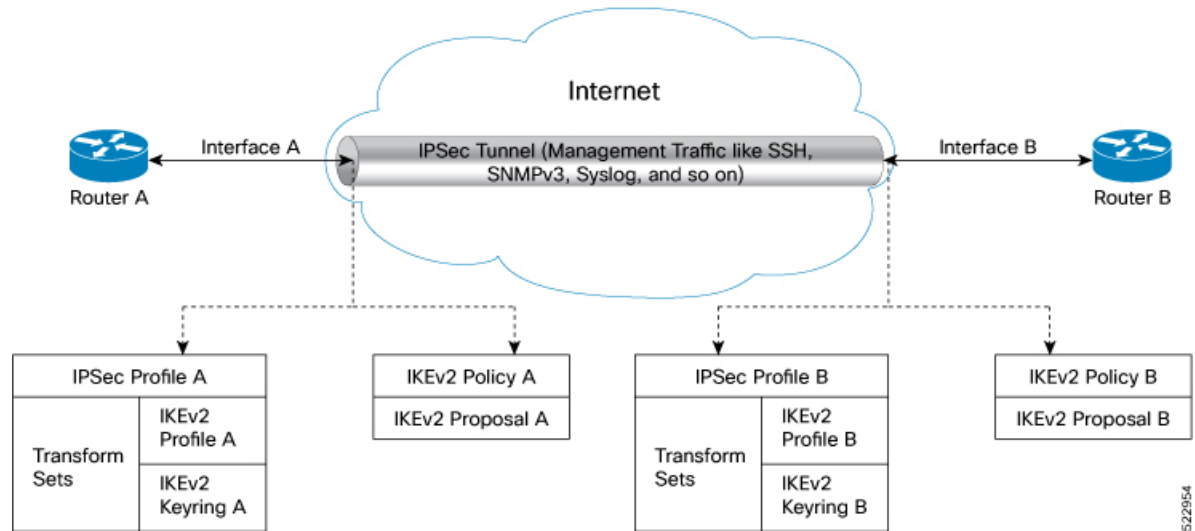 Internet
Interface A
IPSec Tunnel (Management Traffic like SSH,
SNMPv3, Syslog, and so on)
Interface B
Router A
Router B
IPSec Profile A
Transform
Sets
IKEv2
Profile A
IKEv2
Keyring A
IKEv2 Policy A
IKEv2 Proposal A
IPSec Profile B
Transform
Sets
IKEv2
Profile B
IKEv2
Keyring B
IKEv2 Policy B
IKEv2 Proposal B
522954